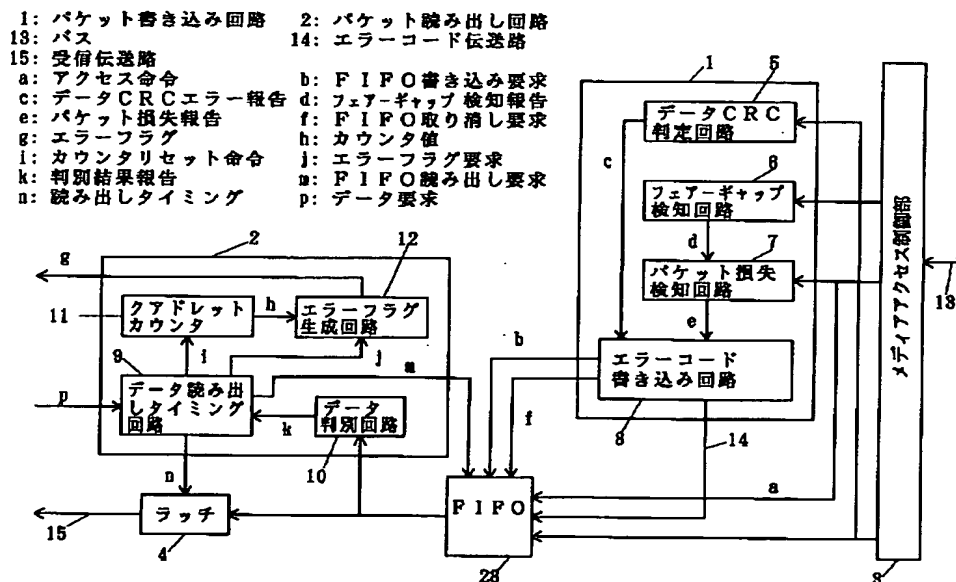 1: パケット書き込み回路 2: パケット読み出し回路
13: バス 14: エラーコード伝送路
15: 受信伝送路
a: アクセス命令 b: ＦＩＦＯ書き込み要求
c: データＣＲＣエラー報告 d: フェアーギャップ検知報告
e: パケット損失報告 f: ＦＩＦＯ取り消し要求
g: エラーフラグ h: カウンタ値
i: カウンタリセット命令 j: エラーフラグ要求
k: 判別結果報告 m: ＦＩＦＯ読み出し要求
n: 読み出しタイミング p: データ要求
1
5
データＣＲＣ
判定回路
c
6
フェアーギャップ
検知回路
d
7
パケット損失
検知回路
e
エラーコード
書き込み回路
8
14
メディアアクセス制御部
13
3
2
12
g
11
クアドレット
カウンタ
h
エラーフラグ
生成回路
i
j
m
b
f
9
データ読み出
しタイミング
回路
p
k
データ
判別回路
10
n
15
ラッチ
4
ＦＩＦＯ
23
a